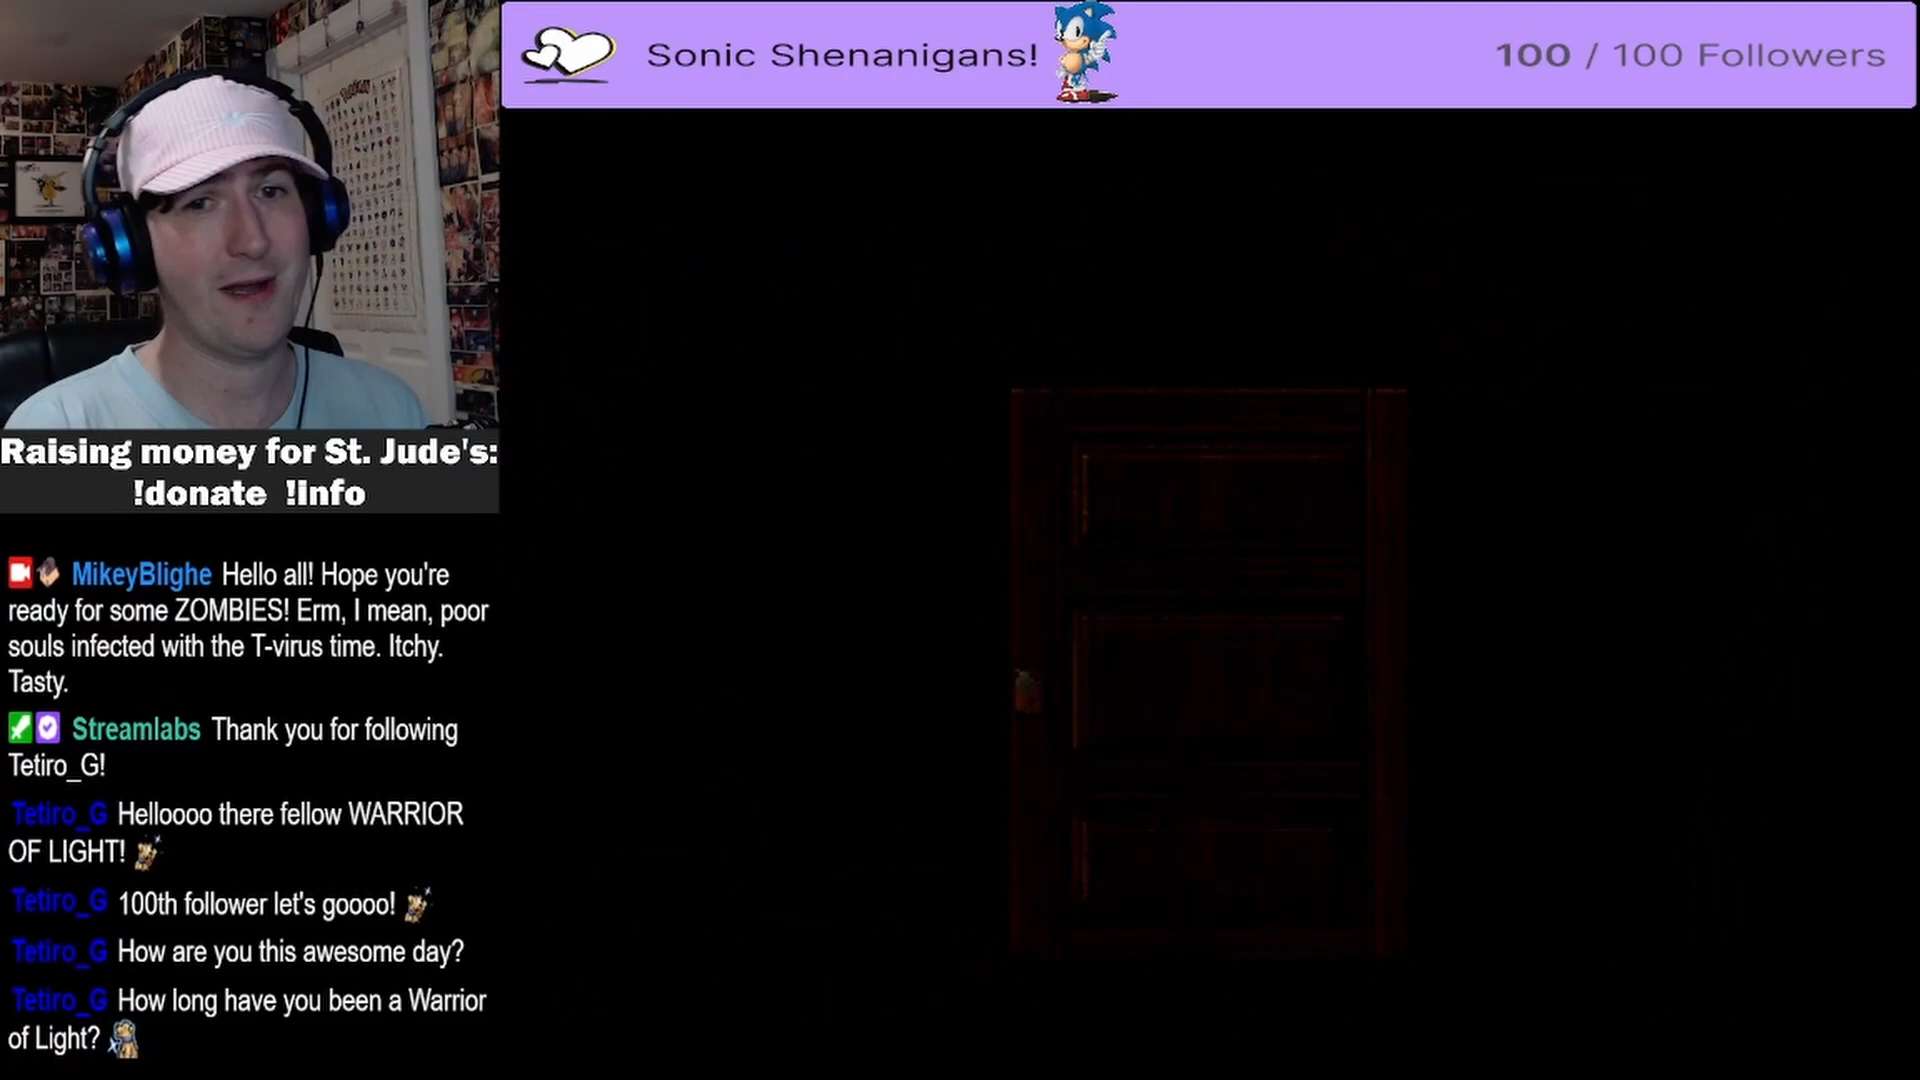 Sonic Shenanigans!
100 / 100 Followers
Raising money for St. Jude's:
!donate !info
MikeyBlighe Hello all! Hope you're
ready for some ZOMBIES! Erm, I mean, poor
souls infected with the T-virus time. Itchy.
Tasty.
Streamlabs Thank you for following
Tetiro_G!
Tetiro_G Helloooo there fellow WARRIOR
OF LIGHT!
Tetiro_G 100th follower let's goooo!
Tetiro_G How are you this awesome day?
Tetiro_G How long have you been a Warrior
of Light?